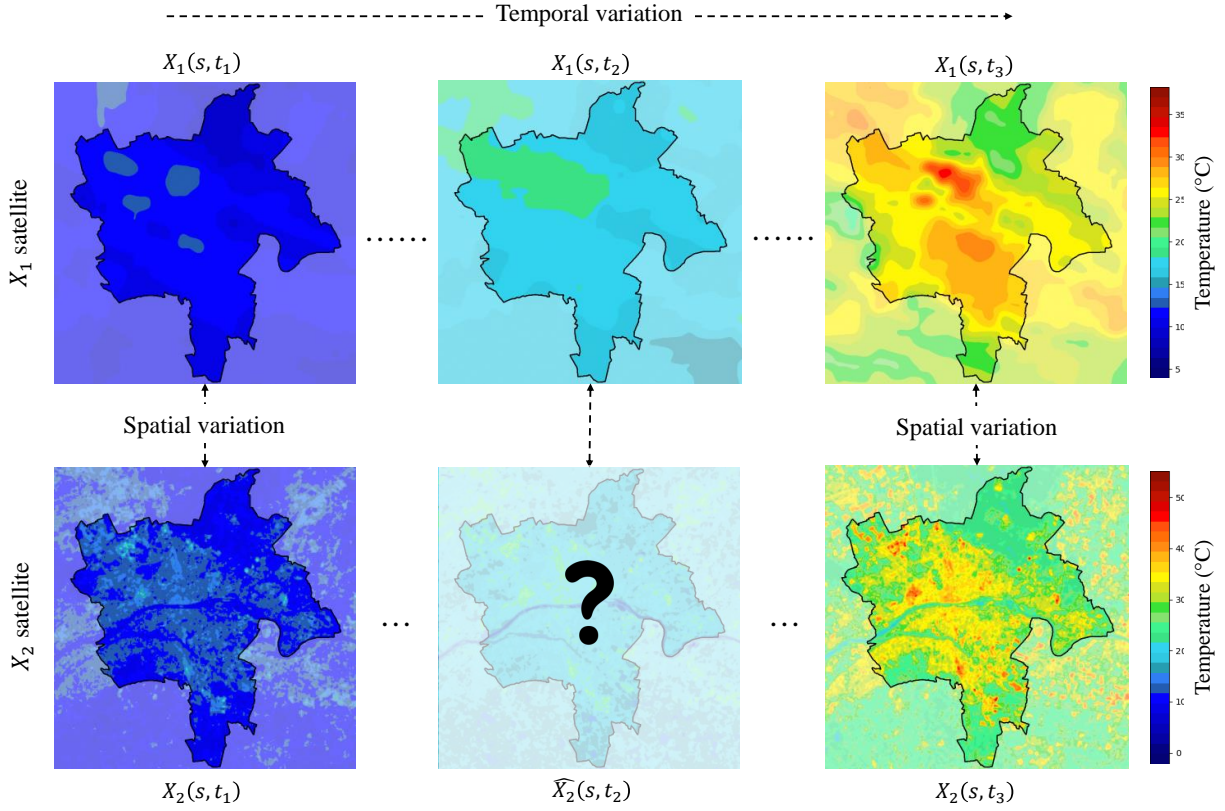 Temporal variation
X₁(s, t₁)
X₁(s, t₂)
X₁(s, t₃)
X₁ satellite
......
......
35
30
25
20
15
10
5
Temperature (°C)
Spatial variation
Spatial variation
X₂ satellite
...
?
...
50
40
30
20
10
0
Temperature (°C)
X₂(s, t₁)
X̂₂(s, t₂)
X₂(s, t₃)